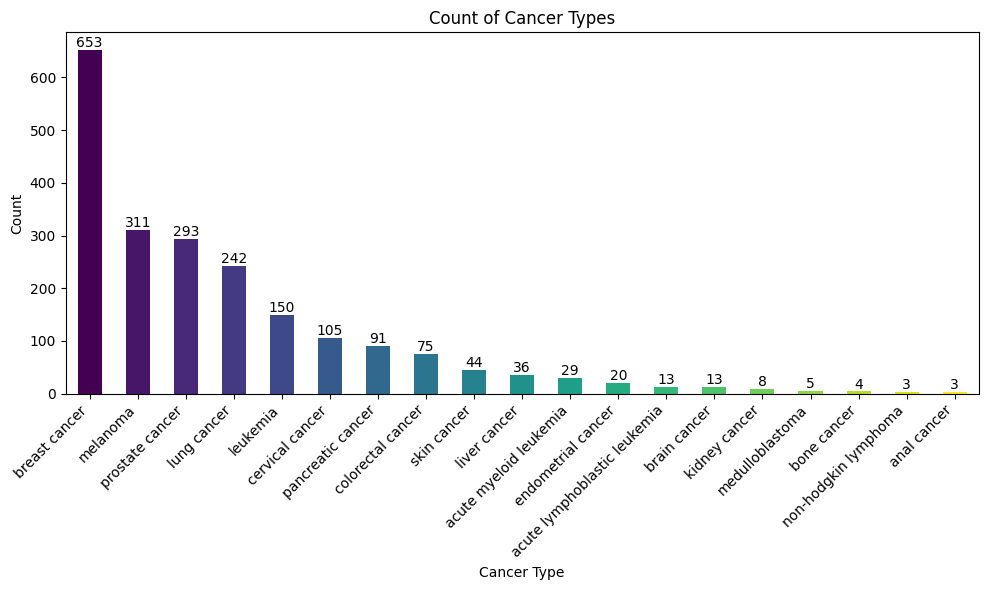 Count of Cancer Types
Count
600
500
400
300
200
100
0
653
311
293
242
150
105
91
75
44
36
29
20
13
13
8
5
4
3
3
breast cancer
melanoma
prostate cancer
lung cancer
leukemia
cervical cancer
pancreatic cancer
colorectal cancer
skin cancer
liver cancer
acute myeloid leukemia
endometrial cancer
acute lymphoblastic leukemia
brain cancer
kidney cancer
medulloblastoma
bone cancer
non-hodgkin lymphoma
anal cancer
Cancer Type